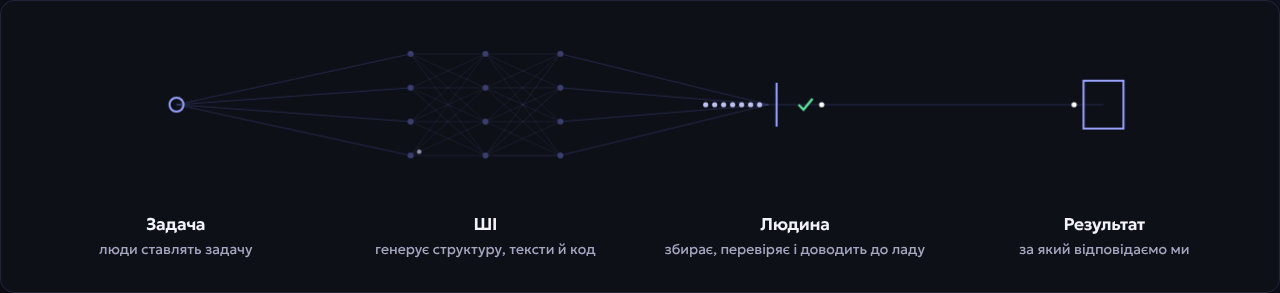 Задача
люди ставлять задачу
ШІ
генерує структуру, тексти й код
Людина
збирає, перевіряє і доводить до ладу
Результат
за який відповідаємо ми